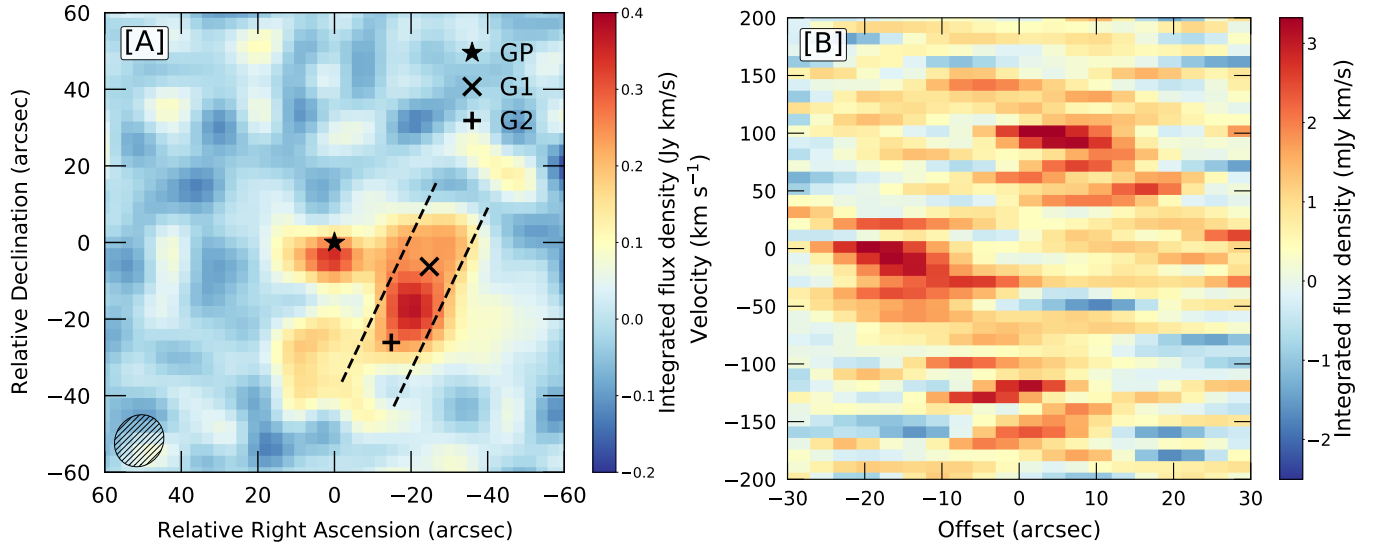 [A]
★ GP
× G1
+ G2
60
40
20
0
−20
−40
−60
60 40 20 0 −20 −40 −60
Relative Declination (arcsec)
Relative Right Ascension (arcsec)
0.4
0.3
0.2
0.1
0.0
−0.1
−0.2
Integrated flux density (Jy km/s)
[B]
200
150
100
50
0
−50
−100
−150
−200
−30 −20 −10 0 10 20 30
Velocity (km s⁻¹)
Offset (arcsec)
3
2
1
0
−1
−2
Integrated flux density (mJy km/s)